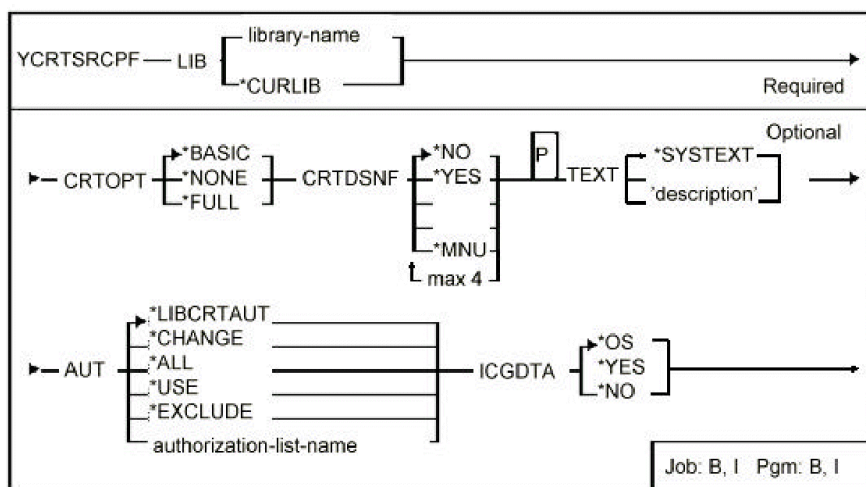 library-name
YCRTSRCPF LIB
*CURLIB
Required
Optional
*BASIC
*NONE
*FULL
CRTOPT
CRTDSNF
*NO
*YES
*MNU
max 4
P
TEXT
*SYSTEXT
'description'
AUT
*LIBCRTAUT
*CHANGE
*ALL
*USE
*EXCLUDE
authorization-list-name
ICGDTA
*OS
*YES
*NO
Job: B, I Pgm: B, I